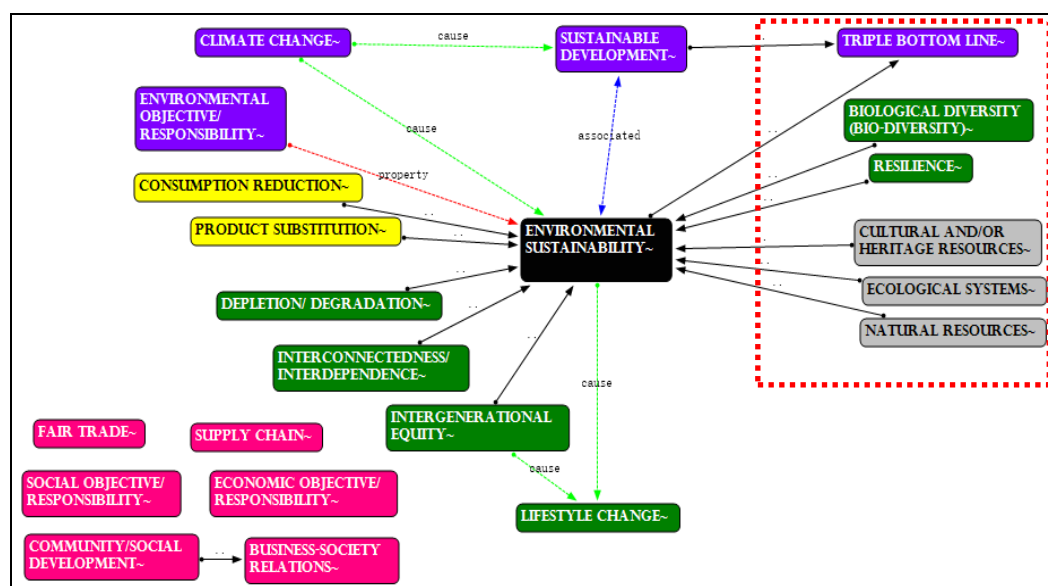 CLIMATE CHANGE~
cause
SUSTAINABLE
DEVELOPMENT~
..
TRIPLE BOTTOM LINE~
ENVIRONMENTAL
OBJECTIVE/
RESPONSIBILITY~
cause
associated
..
BIOLOGICAL DIVERSITY
(BIO-DIVERSITY)~
..
RESILIENCE~
..
property
CONSUMPTION REDUCTION~
..
PRODUCT SUBSTITUTION~
..
ENVIRONMENTAL
SUSTAINABILITY~
CULTURAL AND/OR
HERITAGE RESOURCES~
..
ECOLOGICAL SYSTEMS~
..
NATURAL RESOURCES~
..
DEPLETION/ DEGRADATION~
..
INTERCONNECTEDNESS/
INTERDEPENDENCE~
..
INTERGENERATIONAL
EQUITY~
..
cause
cause
LIFESTYLE CHANGE~
FAIR TRADE~
SUPPLY CHAIN~
SOCIAL OBJECTIVE/
RESPONSIBILITY~
ECONOMIC OBJECTIVE/
RESPONSIBILITY~
COMMUNITY/SOCIAL
DEVELOPMENT~
..
BUSINESS-SOCIETY
RELATIONS~